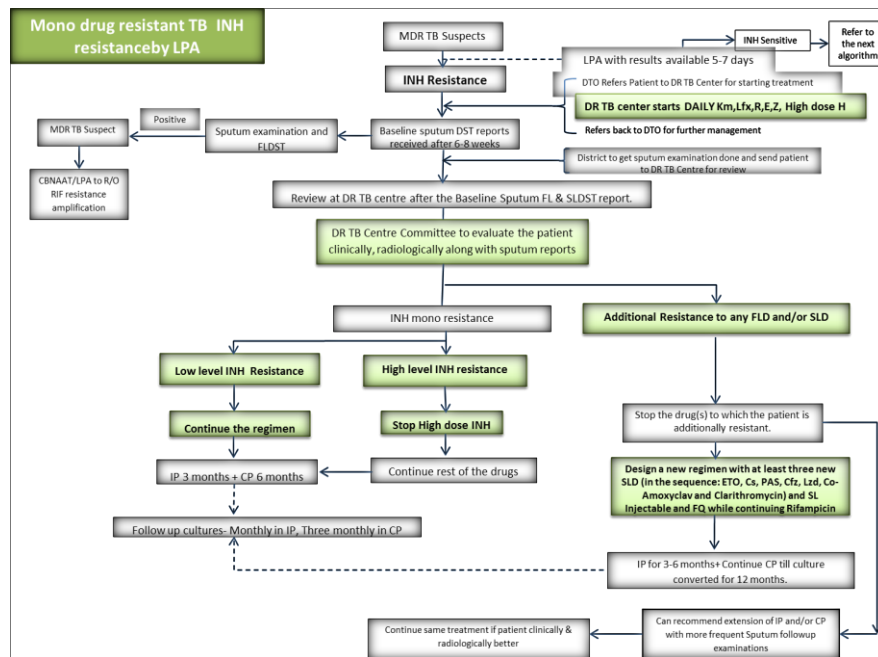 Mono drug resistant TB INH
resistanceby LPA
MDR TB Suspects
INH Sensitive
Refer to
the next
algorithm
LPA with results available 5-7 days
INH Resistance
DTO Refers Patient to DR TB Center for starting treatment
DR TB center starts DAILY Km,Lfx,R,E,Z, High dose H
Refers back to DTO for further management
MDR TB Suspect
Positive
Sputum examination and
FLDST
Baseline sputum DST reports
received after 6-8 weeks
District to get sputum examination done and send patient
to DR TB Centre for review
CBNAAT/LPA to R/O
RIF resistance
amplification
Review at DR TB centre after the Baseline Sputum FL & SLDST report.
DR TB Centre Committee to evaluate the patient
clinically, radiologically along with sputum reports
INH mono resistance
Additional Resistance to any FLD and/or SLD
Low level INH Resistance
High level INH resistance
Continue the regimen
Stop High dose INH
Stop the drug(s) to which the patient is
additionally resistant.
IP 3 months + CP 6 months
Continue rest of the drugs
Design a new regimen with at least three new
SLD (in the sequence: ETO, Cs, PAS, Cfz, Lzd, Co-
Amoxyclav and Clarithromycin) and SL
Injectable and FQ while continuing Rifampicin
Follow up cultures- Monthly in IP, Three monthly in CP
IP for 3-6 months+ Continue CP till culture
converted for 12 months.
Continue same treatment if patient clinically &
radiologically better
Can recommend extension of IP and/or CP
with more frequent Sputum followup
examinations